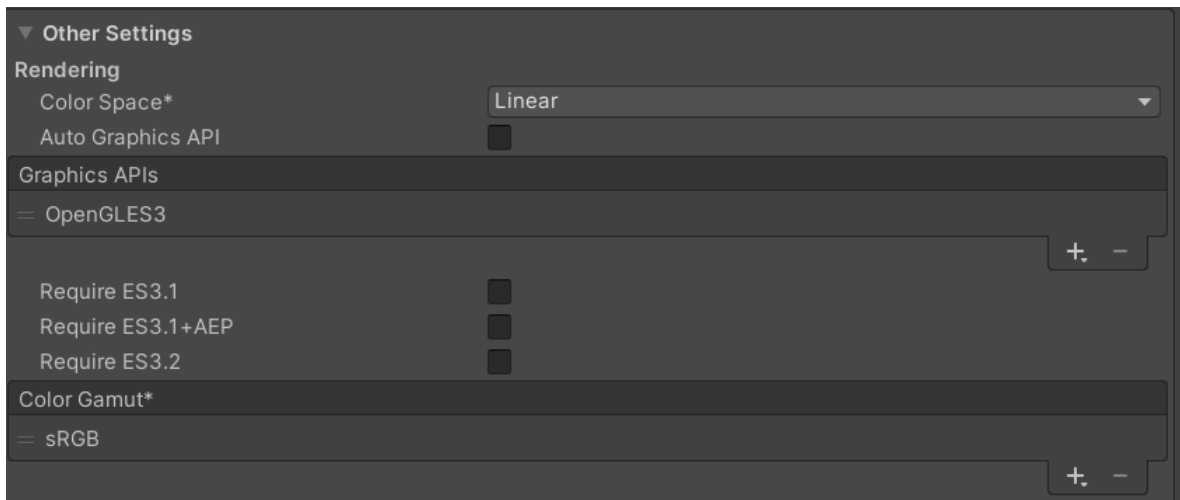 Other Settings
Rendering
Color Space* Linear
Auto Graphics API
Graphics APIs
OpenGLES3
Require ES3.1
Require ES3.1+AEP
Require ES3.2
Color Gamut*
sRGB